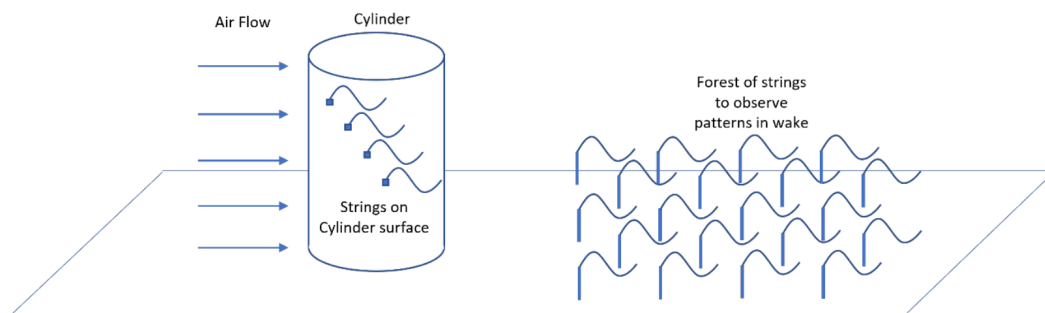 Air Flow
Cylinder
Forest of strings
to observe
patterns in wake
Strings on
Cylinder surface